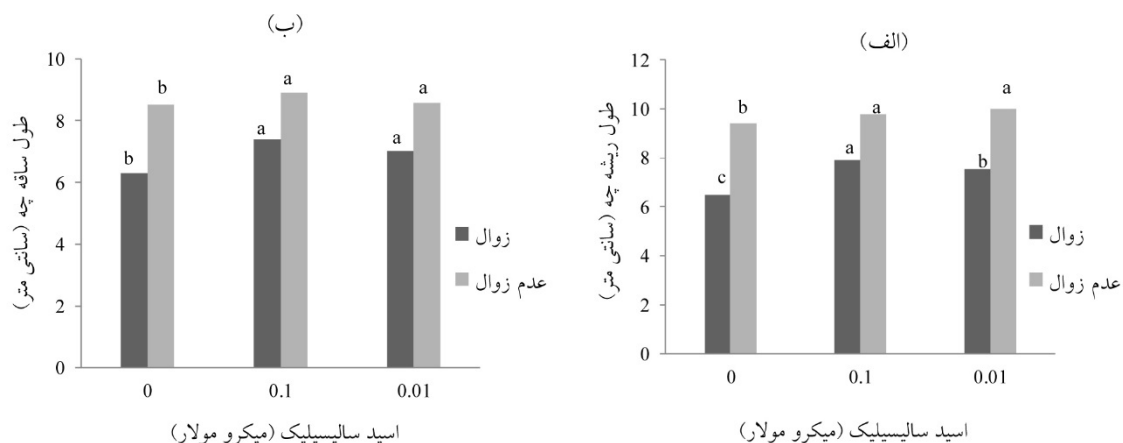 (الف)
طول ریشه چه (سانتی متر)
12
10
8
6
4
2
0
c
b
a
a
b
a
0
0.1
0.01
اسید سالیسیلیک (میکرو مولار)
زوال
عدم زوال
(ب)
طول ساقه چه (سانتی متر)
10
8
6
4
2
0
b
b
a
a
a
a
0
0.1
0.01
اسید سالیسیلیک (میکرو مولار)
زوال
عدم زوال